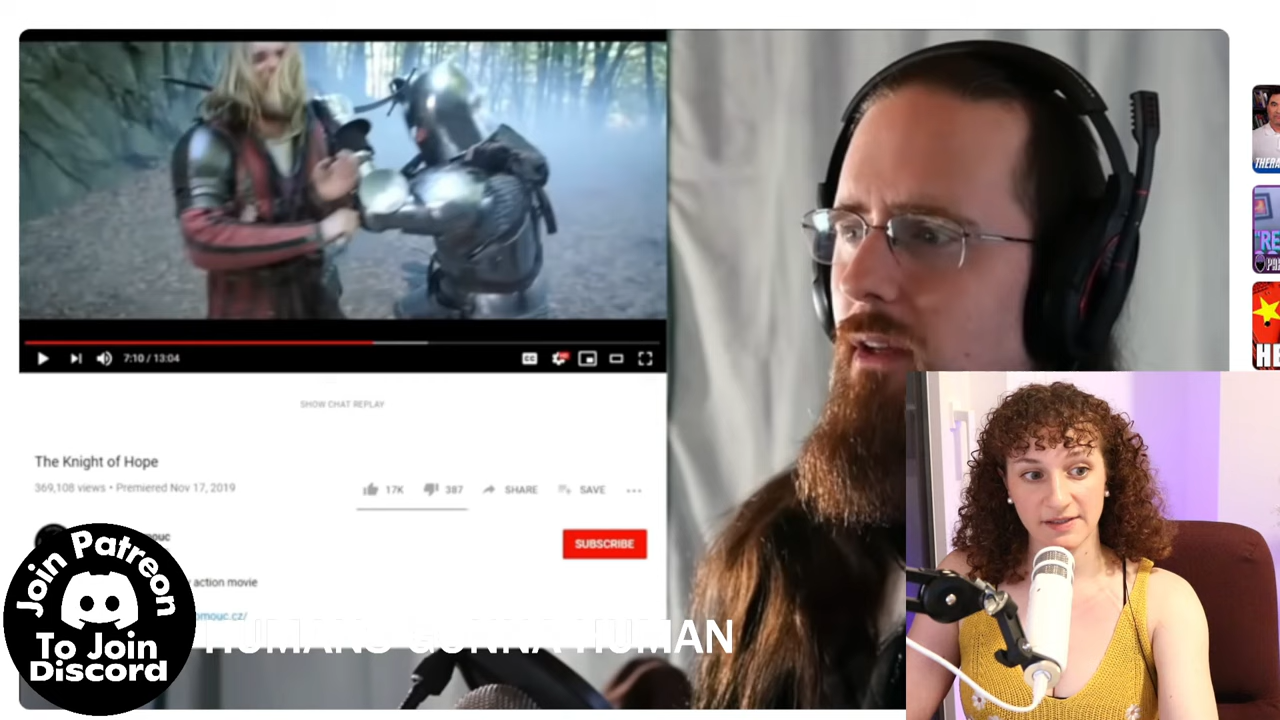 7:10 / 13:04
CC
SHOW CHAT REPLAY
The Knight of Hope
369,108 views • Premiered Nov 17, 2019
17K
387
SHARE
SAVE
SUBSCRIBE
action movie
Join Patreon
To Join
Discord
HUMANS GONNA HUMAN